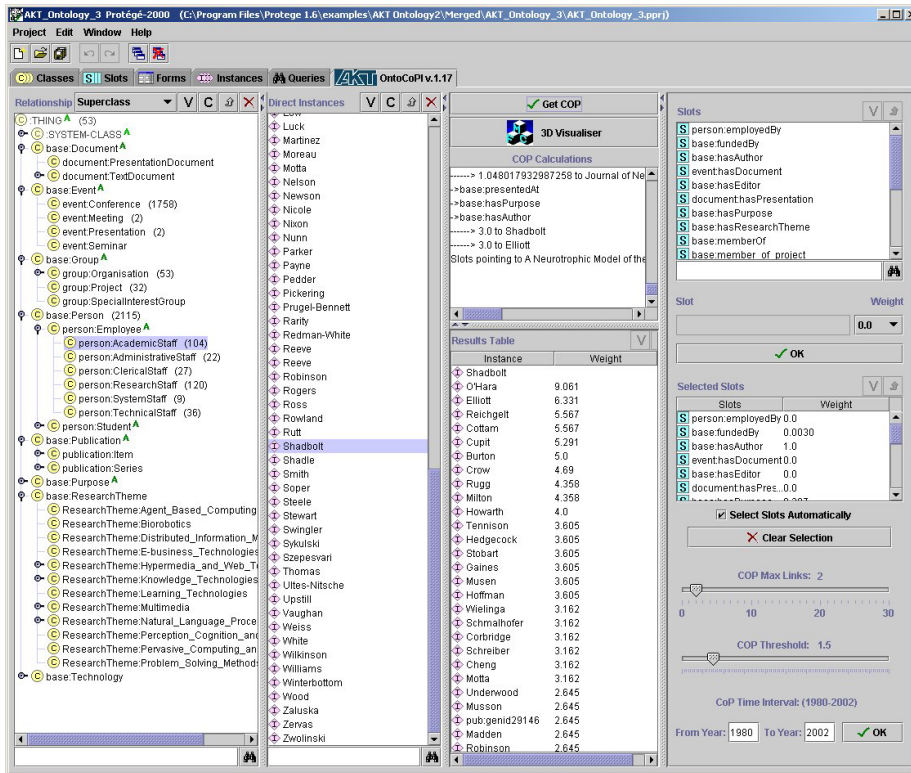 AKT_Ontology_3 Protégé-2000 (C:\Program Files\Protege 1.6\examples\AKT Ontology2\Merged\AKT_Ontology_3\AKT_Ontology_3.pprj)
Project Edit Window Help
Classes Slots Forms Instances Queries AKT OntoCoPI v.1.17
Relationship Superclass V C
:THING A (53)
:SYSTEM-CLASS A
base:Document A
document:PresentationDocument
document:TextDocument
base:Event A
event:Conference (1758)
event:Meeting (2)
event:Presentation (2)
event:Seminar
base:Group A
group:Organisation (53)
group:Project (32)
group:SpecialInterestGroup
base:Person (2115)
person:Employee A
person:AcademicStaff (104)
person:AdministrativeStaff (22)
person:ClericalStaff (27)
person:ResearchStaff (120)
person:SystemStaff (9)
person:TechnicalStaff (36)
person:Student A
base:Publication A
publication:Item
publication:Series
base:Purpose A
base:ResearchTheme
ResearchTheme:Agent_Based_Computing
ResearchTheme:Biorobotics
ResearchTheme:Distributed_Information_M
ResearchTheme:E-business_Technologies
ResearchTheme:Hypermedia_and_Web_T
ResearchTheme:Knowledge_Technologies
ResearchTheme:Learning_Technologies
ResearchTheme:Multimedia
ResearchTheme:Natural_Language_Proce
ResearchTheme:Perception_Cognition_an
ResearchTheme:Pervasive_Computing_an
ResearchTheme:Problem_Solving_Method
base:Technology
Direct Instances V C
Low
Luck
Martinez
Moreau
Motta
Nelson
Newson
Nicole
Nixon
Nunn
Parker
Payne
Pedder
Pickering
Prugel-Bennett
Rarity
Redman-White
Reeve
Reeve
Robinson
Rogers
Ross
Rowland
Rutt
Shadbolt
Shadle
Smith
Soper
Steele
Stewart
Swingler
Sykulski
Szepesvari
Thomas
Ultes-Nitsche
Upstill
Vaughan
Weiss
White
Wilkinson
Williams
Winterbottom
Wood
Zaluska
Zervas
Zwolinski
Get COP
3D Visualiser
COP Calculations
------> 1.048017932987258 to Journal of Ne
->base:presentedAt
->base:hasPurpose
->base:hasAuthor
------> 3.0 to Shadbolt
------> 3.0 to Elliott
Slots pointing to A Neurotrophic Model of the
Results Table V
Instance Weight
Shadbolt
O'Hara 9.061
Elliott 6.331
Reichgelt 5.567
Cottam 5.567
Cupit 5.291
Burton 5.0
Crow 4.69
Rugg 4.358
Milton 4.358
Howarth 4.0
Tennison 3.605
Hedgecock 3.605
Stobart 3.605
Gaines 3.605
Musen 3.605
Hoffman 3.605
Wielinga 3.162
Schmalhofer 3.162
Corbridge 3.162
Schreiber 3.162
Cheng 3.162
Motta 3.162
Underwood 2.645
Musson 2.645
pub:genid29146 2.645
Madden 2.645
Robinson 2.645
Slots V
person:employedBy
base:fundedBy
base:hasAuthor
event:hasDocument
base:hasEditor
document:hasPresentation
base:hasPurpose
base:hasResearchTheme
base:memberOf
base:member_of_project
Slot Weight
0.0
OK
Selected Slots V
Slots Weight
person:employedBy 0.0
base:fundedBy 0.0030
base:hasAuthor 1.0
event:hasDocument 0.0
base:hasEditor 0.0
document:hasPres... 0.0
Select Slots Automatically
Clear Selection
COP Max Links: 2
0 10 20 30
COP Threshold: 1.5
CoP Time Interval: (1980-2002)
From Year: 1980 To Year: 2002 OK